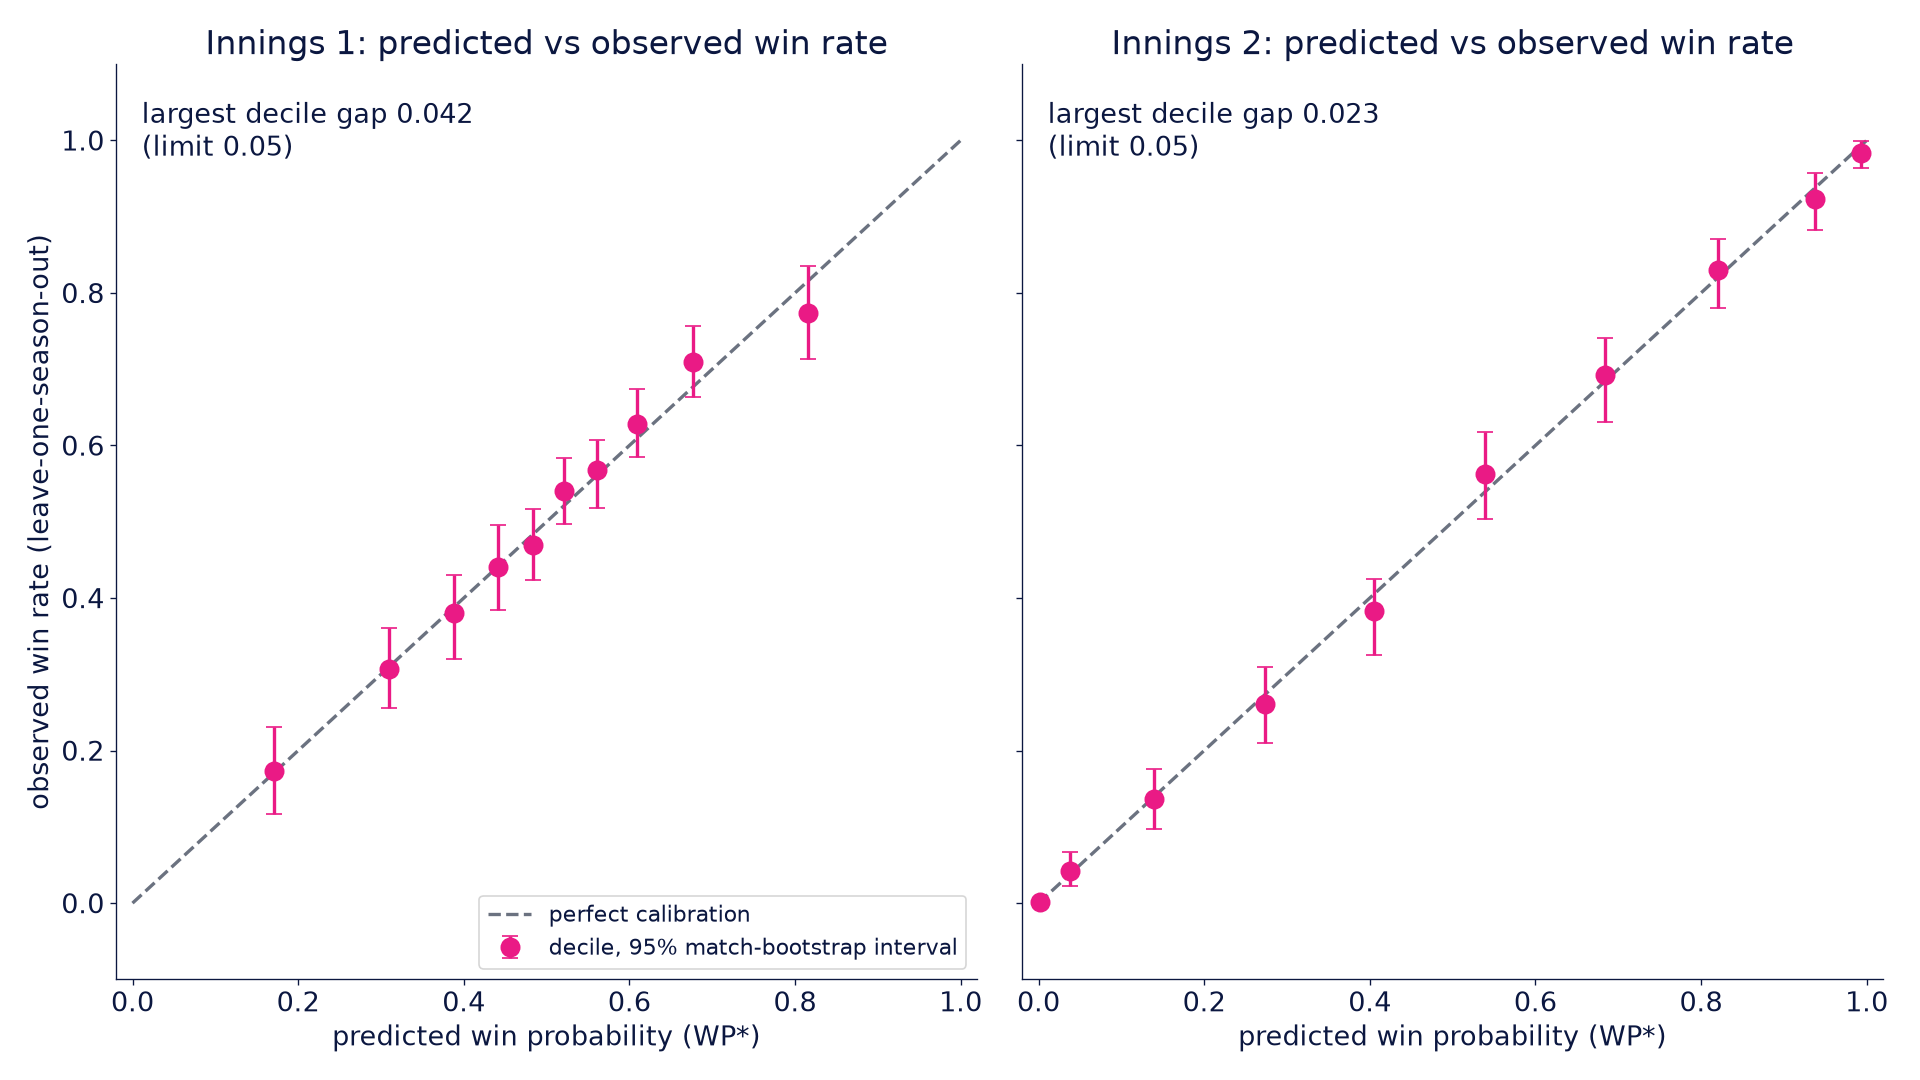 Innings 1: predicted vs observed win rate
largest decile gap 0.042
(limit 0.05)
1.0
0.8
0.6
0.4
0.2
0.0
observed win rate (leave-one-season-out)
perfect calibration
decile, 95% match-bootstrap interval
0.0 0.2 0.4 0.6 0.8 1.0
predicted win probability (WP*)
Innings 2: predicted vs observed win rate
largest decile gap 0.023
(limit 0.05)
0.0 0.2 0.4 0.6 0.8 1.0
predicted win probability (WP*)